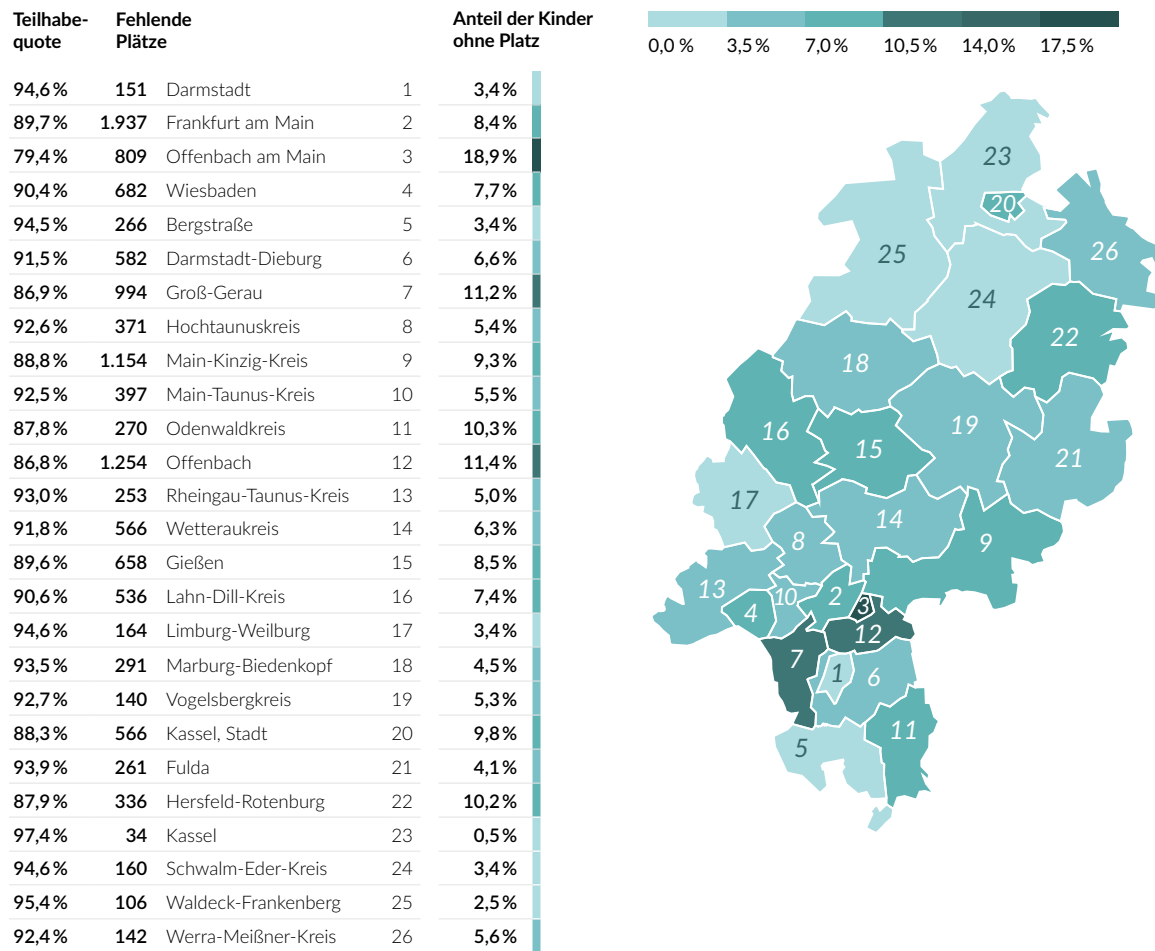 Teilhabe-
quote
Fehlende
Plätze
Anteil der Kinder
ohne Platz
94,6 % 151 Darmstadt 1 3,4 %
89,7 % 1.937 Frankfurt am Main 2 8,4 %
79,4 % 809 Offenbach am Main 3 18,9 %
90,4 % 682 Wiesbaden 4 7,7 %
94,5 % 266 Bergstraße 5 3,4 %
91,5 % 582 Darmstadt-Dieburg 6 6,6 %
86,9 % 994 Groß-Gerau 7 11,2 %
92,6 % 371 Hochtaunuskreis 8 5,4 %
88,8 % 1.154 Main-Kinzig-Kreis 9 9,3 %
92,5 % 397 Main-Taunus-Kreis 10 5,5 %
87,8 % 270 Odenwaldkreis 11 10,3 %
86,8 % 1.254 Offenbach 12 11,4 %
93,0 % 253 Rheingau-Taunus-Kreis 13 5,0 %
91,8 % 566 Wetteraukreis 14 6,3 %
89,6 % 658 Gießen 15 8,5 %
90,6 % 536 Lahn-Dill-Kreis 16 7,4 %
94,6 % 164 Limburg-Weilburg 17 3,4 %
93,5 % 291 Marburg-Biedenkopf 18 4,5 %
92,7 % 140 Vogelsbergkreis 19 5,3 %
88,3 % 566 Kassel, Stadt 20 9,8 %
93,9 % 261 Fulda 21 4,1 %
87,9 % 336 Hersfeld-Rotenburg 22 10,2 %
97,4 % 34 Kassel 23 0,5 %
94,6 % 160 Schwalm-Eder-Kreis 24 3,4 %
95,4 % 106 Waldeck-Frankenberg 25 2,5 %
92,4 % 142 Werra-Meißner-Kreis 26 5,6 %
0,0 % 3,5 % 7,0 % 10,5 % 14,0 % 17,5 %
23
20
26
25
24
22
18
19
16
15
21
17
14
8
9
13
10
2
4
3
12
7
1
6
11
5